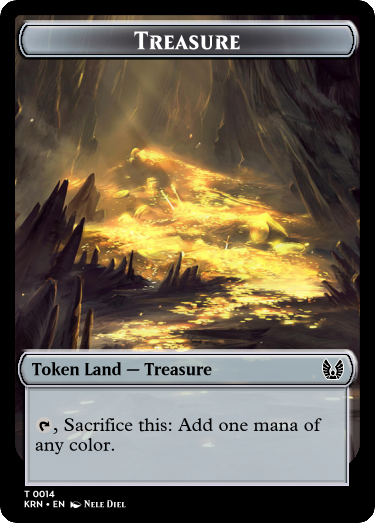 TREASURE
Token Land — Treasure
, Sacrifice this: Add one mana of
any color.
T 0014
KRN • EN NELE DIEL